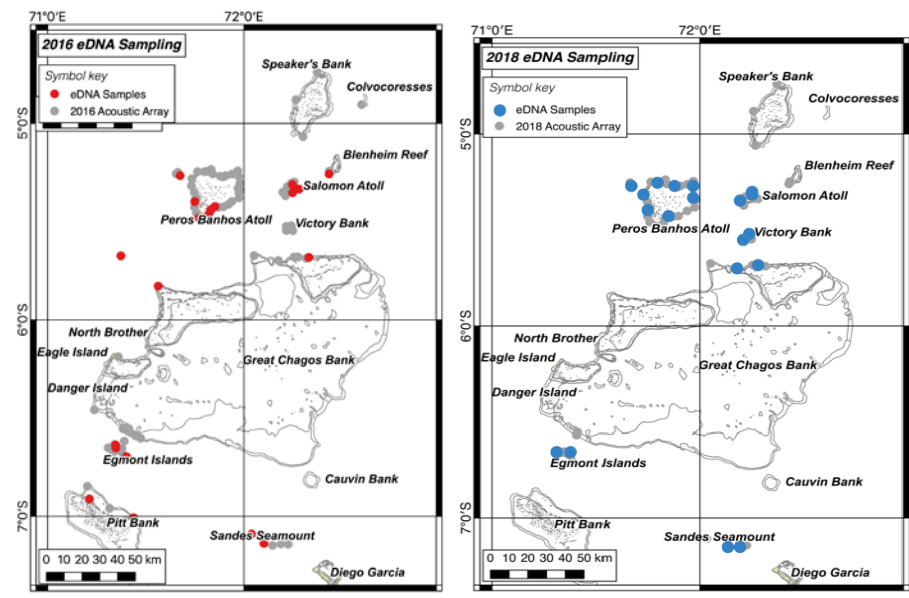 71°0'E
72°0'E
2016 eDNA Sampling
Symbol key
eDNA Samples
2016 Acoustic Array
Speaker's Bank
Colvocoresses
5°0'S
Blenheim Reef
Salomon Atoll
Peros Banhos Atoll
Victory Bank
6°0'S
North Brother
Eagle Island
Great Chagos Bank
Danger Island
Egmont Islands
Cauvin Bank
7°0'S
Pitt Bank
Sandes Seamount
0 10 20 30 40 50 km
Diego Garcia
71°0'E
72°0'E
2018 eDNA Sampling
Symbol key
eDNA Samples
2018 Acoustic Array
Speaker's Bank
Colvocoresses
5°0'S
Blenheim Reef
Salomon Atoll
Peros Banhos Atoll
Victory Bank
6°0'S
North Brother
Eagle Island
Great Chagos Bank
Danger Island
Egmont Islands
Cauvin Bank
7°0'S
Pitt Bank
Sandes Seamount
0 10 20 30 40 50 km
Diego Garcia